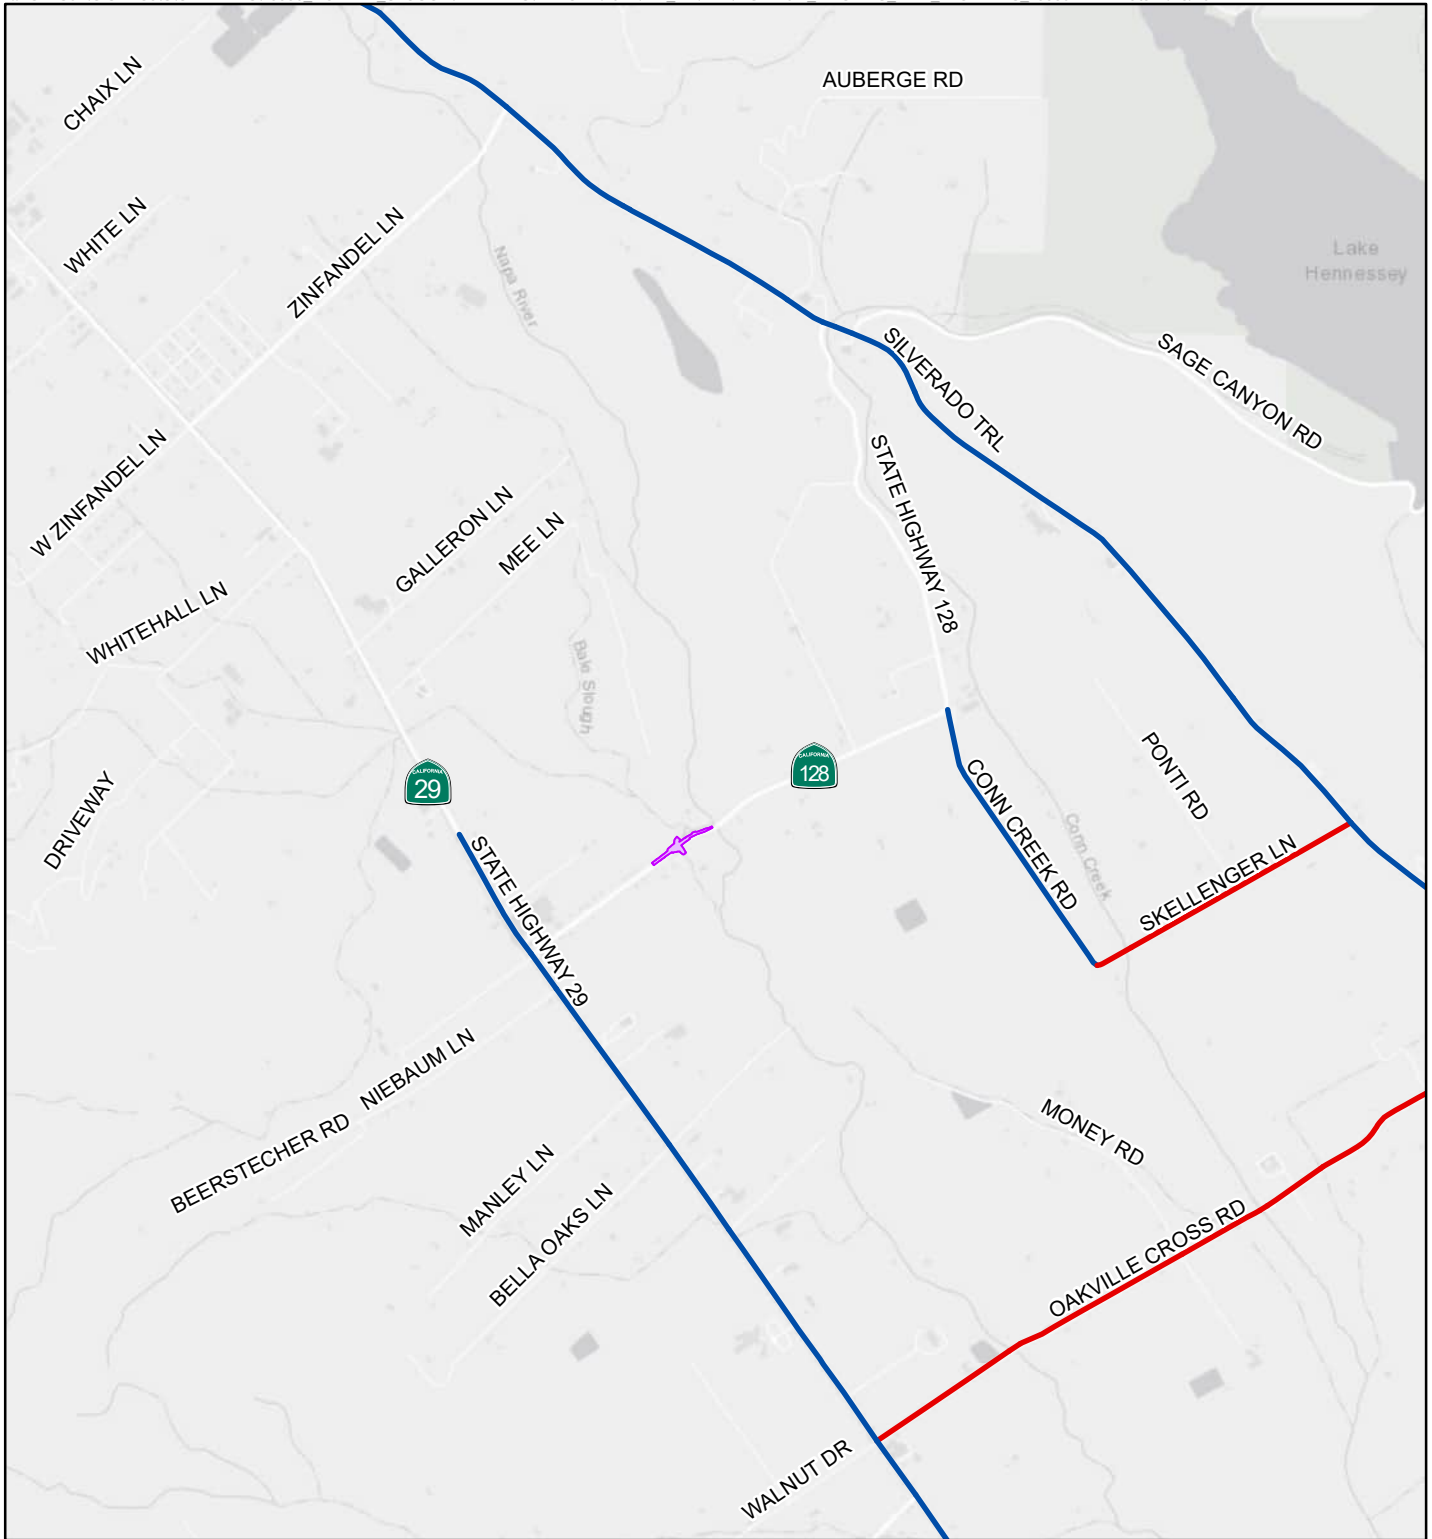 CHAIX LN
AUBERGE RD
WHITE LN
ZINFANDEL LN
Napa River
Lake
Hennessey
SILVERADO TRL
SAGE CANYON RD
W ZINFANDEL LN
STATE HIGHWAY 128
GALLERON LN
MEE LN
WHITEHALL LN
Bale Slough
CALIFORNIA
29
CALIFORNIA
128
DRIVEWAY
PONTI RD
CONN CREEK RD
Conn Creek
SKELLENGER LN
STATE HIGHWAY 29
NIEBAUM LN
BEERSTECHER RD
MONEY RD
MANLEY LN
BELLA OAKS LN
OAKVILLE CROSS RD
WALNUT DR